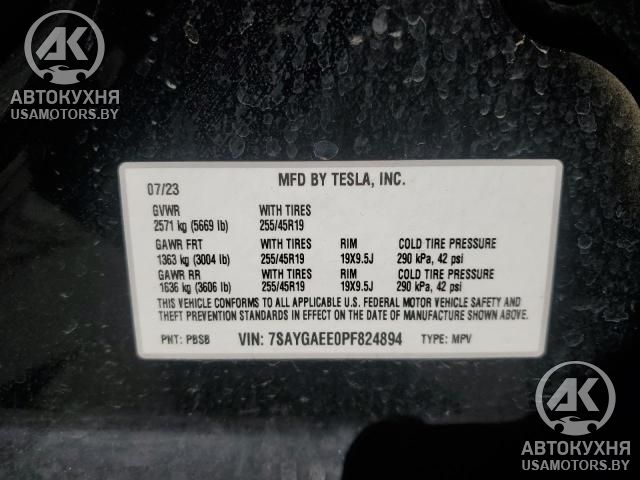 AK
АВТОКУХНЯ
USAMOTORS.BY
MFD BY TESLA, INC.
07/23
GVWR WITH TIRES
2571 kg (5669 lb) 255/45R19
GAWR FRT WITH TIRES RIM COLD TIRE PRESSURE
1363 kg (3004 lb) 255/45R19 19X9.5J 290 kPa, 42 psi
GAWR RR WITH TIRES RIM COLD TIRE PRESSURE
1636 kg (3606 lb) 255/45R19 19X9.5J 290 kPa, 42 psi
THIS VEHICLE CONFORMS TO ALL APPLICABLE U.S. FEDERAL MOTOR VEHICLE SAFETY AND
THEFT PREVENTION STANDARDS IN EFFECT ON THE DATE OF MANUFACTURE SHOWN ABOVE.
PNT: PBSB VIN: 7SAYGAEE0PF824894 TYPE: MPV
AK
АВТОКУХНЯ
USAMOTORS.BY